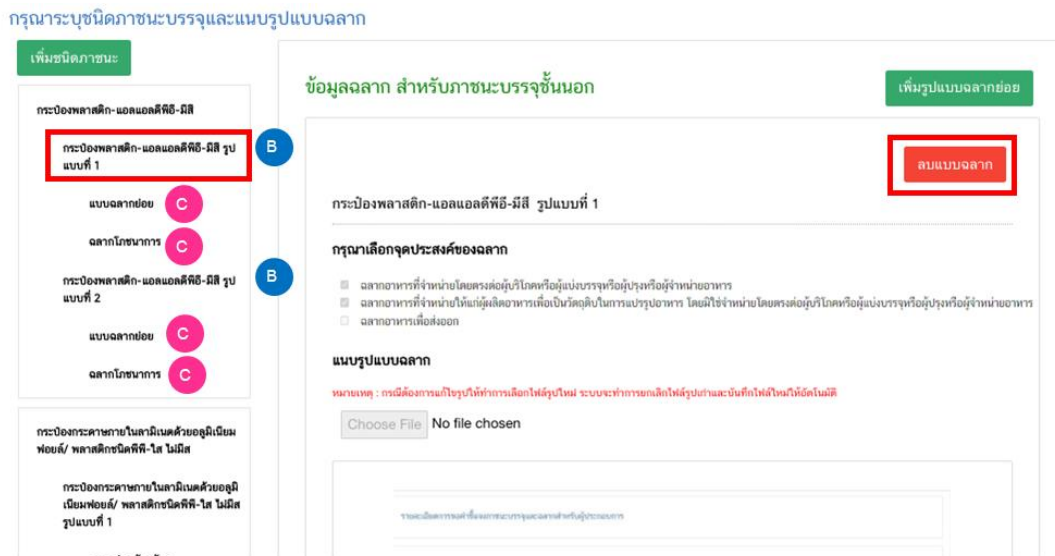 กรุณาระบุชนิดภาชนะบรรจุและแนบรูปแบบฉลาก
เพิ่มชนิดภาชนะ
กระป๋องพลาสติก-แอลแอลดีพีอี-มีสี
กระป๋องพลาสติก-แอลแอลดีพีอี-มีสี รูป
แบบที่ 1
B
แบบฉลากย่อย
C
ฉลากโภชนาการ
C
กระป๋องพลาสติก-แอลแอลดีพีอี-มีสี รูป
แบบที่ 2
B
แบบฉลากย่อย
C
ฉลากโภชนาการ
C
กระป๋องกระดาษภายในลามิเนตด้วยอลูมิเนียม
ฟอยล์/ พลาสติกชนิดพีพี-ใส ไม่มีส
กระป๋องกระดาษภายในลามิเนตด้วยอลูมิ
เนียมฟอยล์/ พลาสติกชนิดพีพี-ใส ไม่มีส
รูปแบบที่ 1
ข้อมูลฉลาก สำหรับภาชนะบรรจุชั้นนอก
เพิ่มรูปแบบฉลากย่อย
ลบแบบฉลาก
กระป๋องพลาสติก-แอลแอลดีพีอี-มีสี รูปแบบที่ 1
กรุณาเลือกจุดประสงค์ของฉลาก
ฉลากอาหารที่จำหน่ายโดยตรงต่อผู้บริโภคหรือผู้แบ่งบรรจุหรือผู้ปรุงหรือผู้จำหน่ายอาหาร
ฉลากอาหารที่จำหน่ายให้แก่ผู้ผลิตอาหารเพื่อเป็นวัตถุดิบในการแปรรูปอาหาร โดยมิใช่จำหน่ายโดยตรงต่อผู้บริโภคหรือผู้แบ่งบรรจุหรือผู้ปรุงหรือผู้จำหน่ายอาหาร
ฉลากอาหารเพื่อส่งออก
แนบรูปแบบฉลาก
หมายเหตุ : กรณีต้องการแก้ไขรูปให้ทำการเลือกไฟล์รูปใหม่ ระบบจะทำการยกเลิกไฟล์รูปเก่าและบันทึกไฟล์ใหม่ให้อัตโนมัติ
Choose File No file chosen